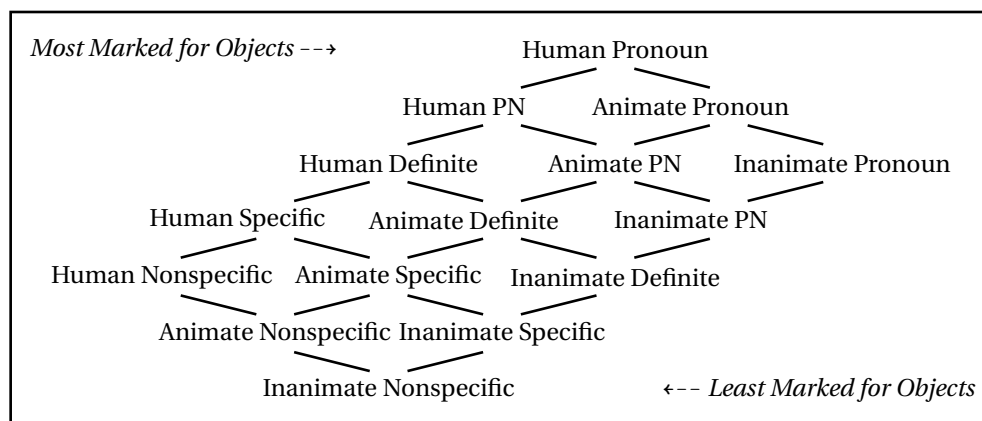 Most Marked for Objects --→ Human Pronoun
Human PN Animate Pronoun
Human Definite Animate PN Inanimate Pronoun
Human Specific Animate Definite Inanimate PN
Human Nonspecific Animate Specific Inanimate Definite
Animate Nonspecific Inanimate Specific
Inanimate Nonspecific ←-- Least Marked for Objects